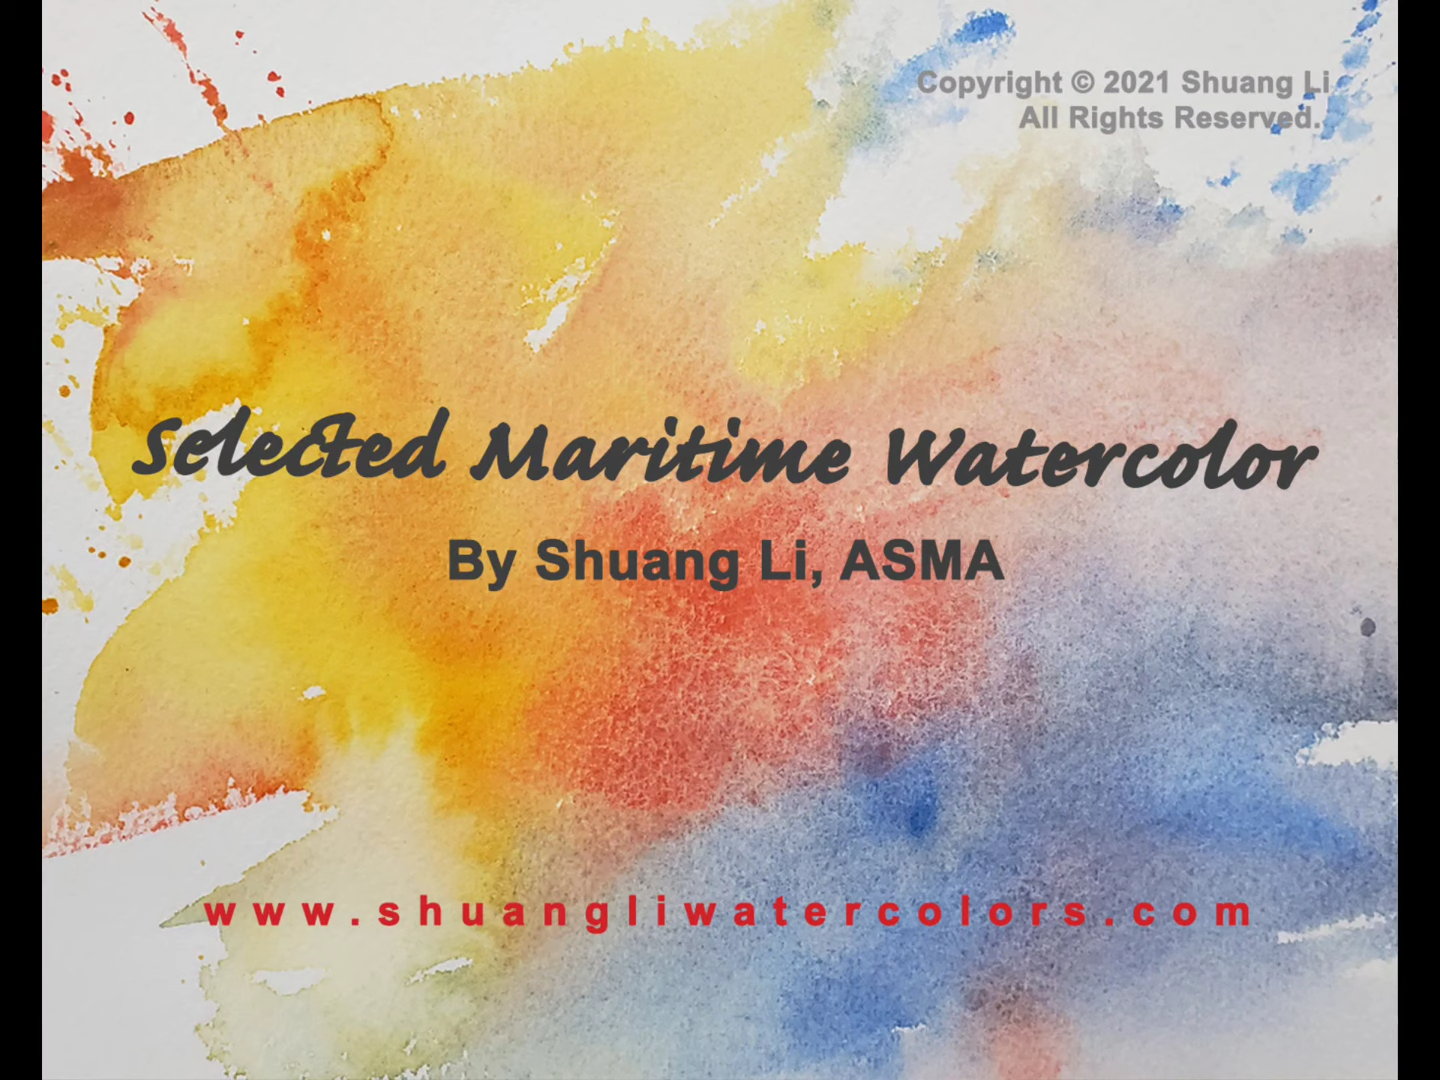 Copyright © 2021 Shuang Li
All Rights Reserved.
Selected Maritime Watercolor
By Shuang Li, ASMA
www.shuangliwatercolors.com